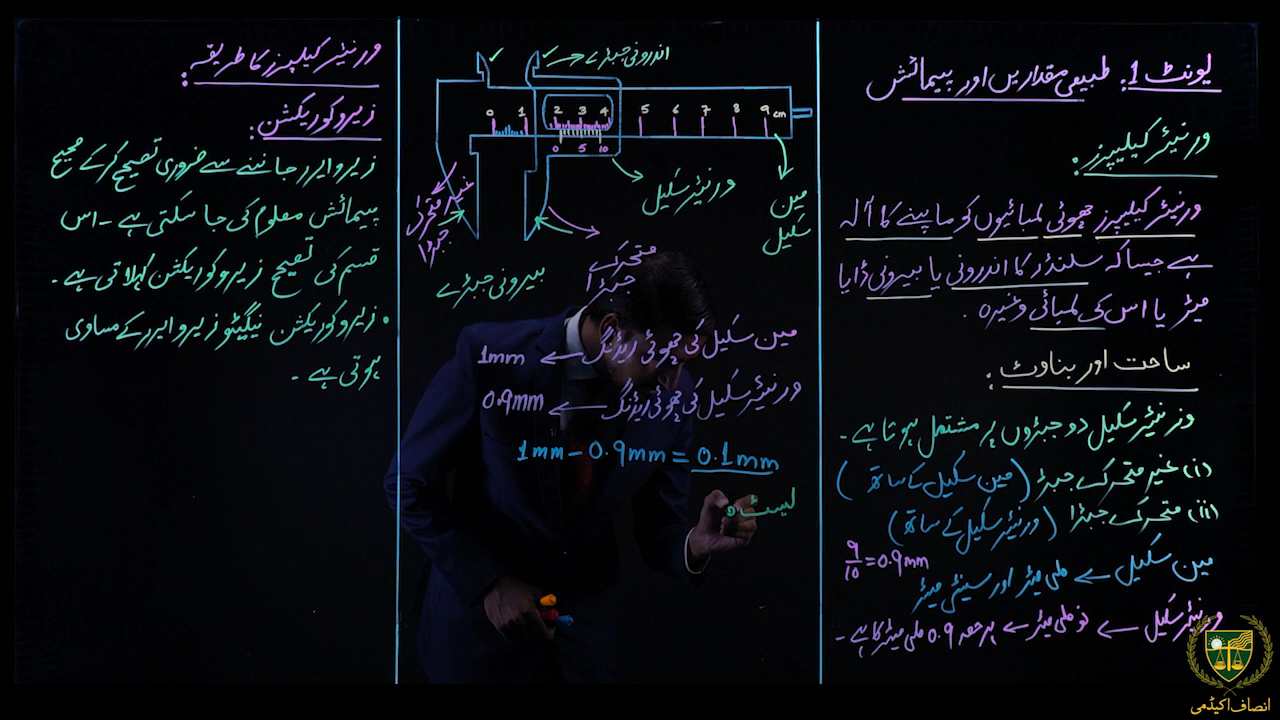 یونٹ 1: طبیعی مقداریں اور پیمائش
ورنیئر کیلیپرز:
ورنیئر کیلیپرز چھوٹی لمبائیوں کو ماپنے کا آلہ
ہے جیسا کہ سلنڈر کا اندرونی یا بیرونی ڈایا
میٹر یا اس کی لمبائی وغیرہ .
ساخت اور بناوٹ :
ورنیئر سکیل دو جبڑوں پر مشتمل ہوتا ہے۔
(i) غیر متحرک جبڑا (مین سکیل کے ساتھ)
(ii) متحرک جبڑا (ورنیئر سکیل کے ساتھ)
9/10 = 0.9mm
مین سکیل ← ملی میٹر اور سینٹی میٹر
ورنیئر سکیل ← نو ملی میٹر ← ہر حصہ 0.9 ملی میٹر کا ہے۔
اندرونی جبڑے
0 1 2 3 4 5 6 7 8 9 cm
0 5 10
غیر متحرک جبڑا
ورنیئر سکیل
مین سکیل
متحرک جبڑا
بیرونی جبڑے
مین سکیل کی چھوٹی ریڈنگ ← 1mm
ورنیئر سکیل کی چھوٹی ریڈنگ ← 0.9mm
1mm - 0.9mm = 0.1mm
لیسٹ
ورنیئر کیلیپرز کا طریقہ :
زیرو کوریکشن :
زیرو ایرر جاننے سے ضروری تصحیح کر کے صحیح
پیمائش معلوم کی جا سکتی ہے ۔ اس
قسم کی تصحیح زیرو کوریکشن کہلاتی ہے ۔
• زیرو کوریکشن نیگیٹو زیرو ایرر کے مساوی
ہوتی ہے ۔
انصاف اکیڈمی